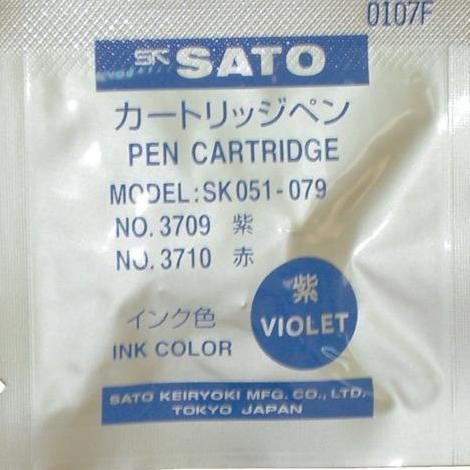 0107F
SK SATO
カートリッジペン
PEN CARTRIDGE
MODEL:SK051-079
NO.3709 紫
NO.3710 赤
紫
VIOLET
インク色
INK COLOR
SATO KEIRYOKI MFG. CO., LTD.
TOKYO JAPAN